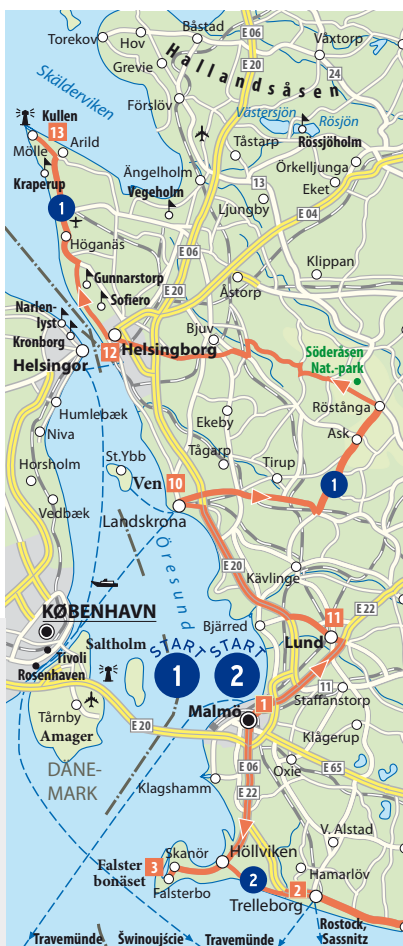 Torekov
Hov
Båstad
E 06
Våxtorp
Grevie
Hallandsåsen
E 20
24
Skälderviken
Förslöv
Västersjön
Rösjön
Kullen
13
Mölle
Arild
Tåstarp
Rössjöholm
Kraperup
Ängelholm
Vegeholm
Örkelljunga
13
Eket
Ljungby
1
E 04
Höganäs
E 06
Klippan
Gunnarstorp
E 20
Åstorp
Sofiero
Narlen-
lyst
Kronborg
Bjuv
12
Helsingborg
Helsingør
Söderåsen
Nat.-park
Humlebæk
Röstånga
Niva
Ekeby
Ask
Horsholm
St.Ybb
Tågarp
Tirup
Ven
10
1
Vedbæk
Landskrona
Öresund
E 20
Kävlinge
KØBENHAVN
Bjärred
11
E 22
Lund
START
1
START
2
Saltholm
Tivoli
Rosenhaven
1
11
Staffanstorp
Malmö
Tårnby
Amager
E 20
Klågerup
E 06
E 65
DÄNE-
MARK
Oxie
Klagshamm
E 22
V. Alstad
Skanör
Höllviken
Falster
bonäset
3
Hamarlöv
2
2
Falsterbo
Trelleborg
Travemünde
Świnoujście
Travemünde
Rostock,
Sassnitz